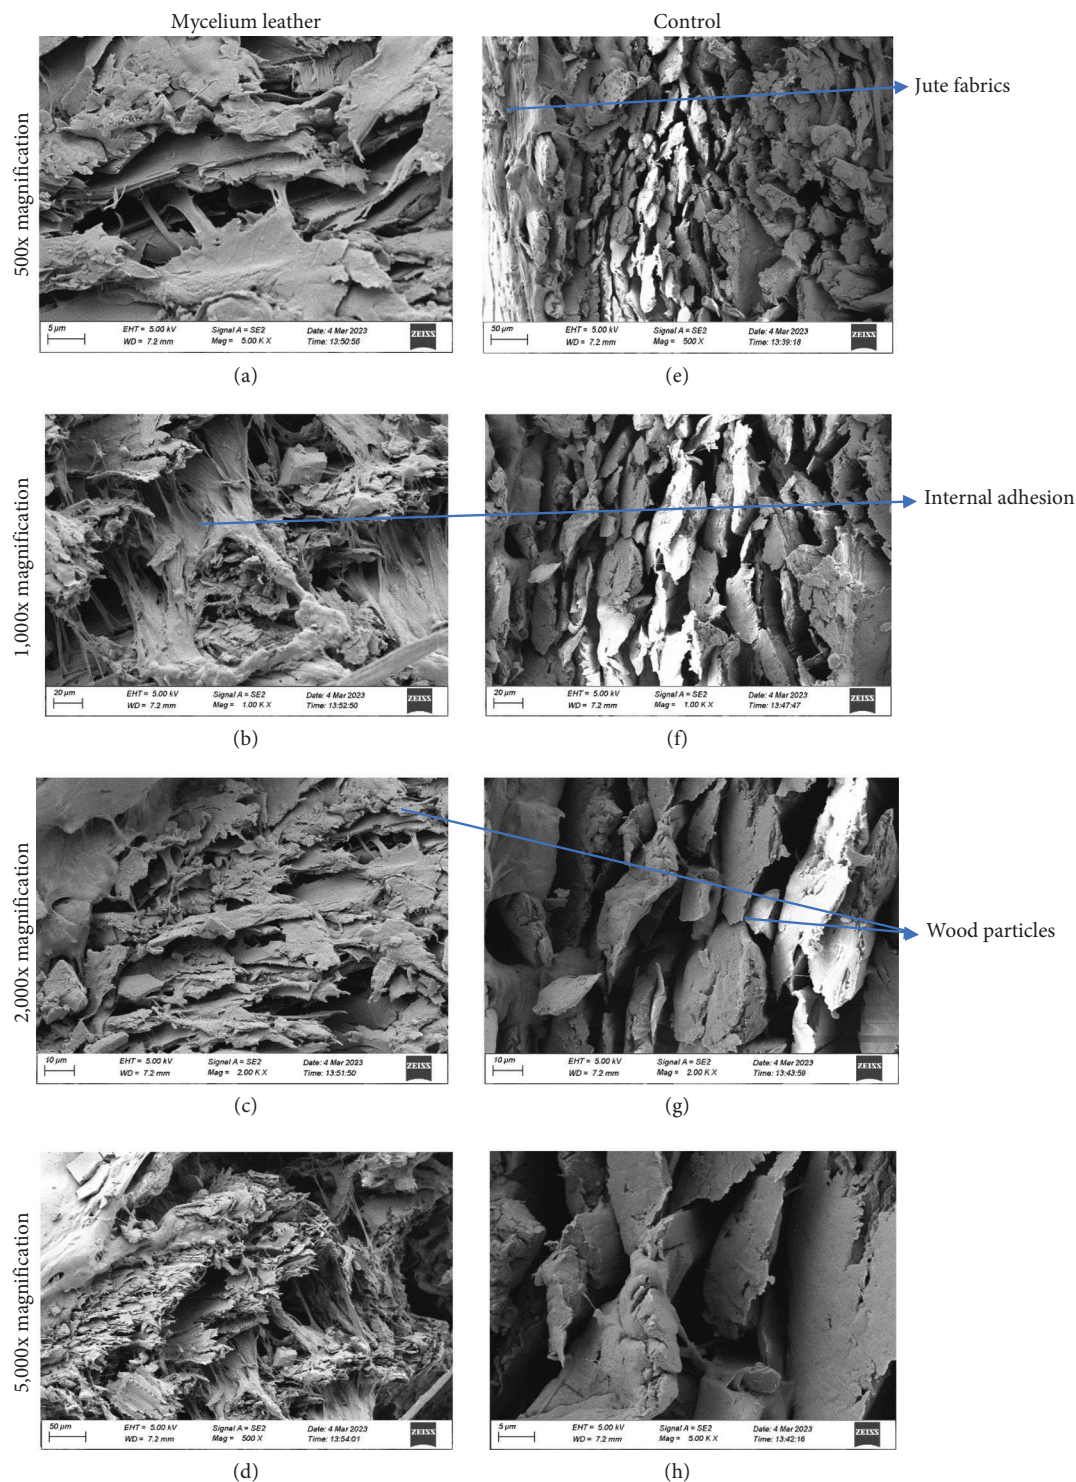 Mycelium leather
Control
500x magnification
5 µm
EHT = 5.00 kV
WD = 7.2 mm
Signal A = SE2
Mag = 5.00 K X
Date: 4 Mar 2023
Time: 13:50:56
ZEISS
50 µm
EHT = 5.00 kV
WD = 7.2 mm
Signal A = SE2
Mag = 500 X
Date: 4 Mar 2023
Time: 13:39:18
ZEISS
Jute fabrics
(a)
(e)
1,000x magnification
20 µm
EHT = 5.00 kV
WD = 7.2 mm
Signal A = SE2
Mag = 1.00 K X
Date: 4 Mar 2023
Time: 13:52:50
ZEISS
20 µm
EHT = 5.00 kV
WD = 7.2 mm
Signal A = SE2
Mag = 1.00 K X
Date: 4 Mar 2023
Time: 13:47:47
ZEISS
Internal adhesion
(b)
(f)
2,000x magnification
10 µm
EHT = 5.00 kV
WD = 7.2 mm
Signal A = SE2
Mag = 2.00 K X
Date: 4 Mar 2023
Time: 13:51:50
ZEISS
10 µm
EHT = 5.00 kV
WD = 7.2 mm
Signal A = SE2
Mag = 2.00 K X
Date: 4 Mar 2023
Time: 13:43:59
ZEISS
Wood particles
(c)
(g)
5,000x magnification
50 µm
EHT = 5.00 kV
WD = 7.2 mm
Signal A = SE2
Mag = 500 X
Date: 4 Mar 2023
Time: 13:54:01
ZEISS
5 µm
EHT = 5.00 kV
WD = 7.2 mm
Signal A = SE2
Mag = 5.00 K X
Date: 4 Mar 2023
Time: 13:42:16
ZEISS
(d)
(h)